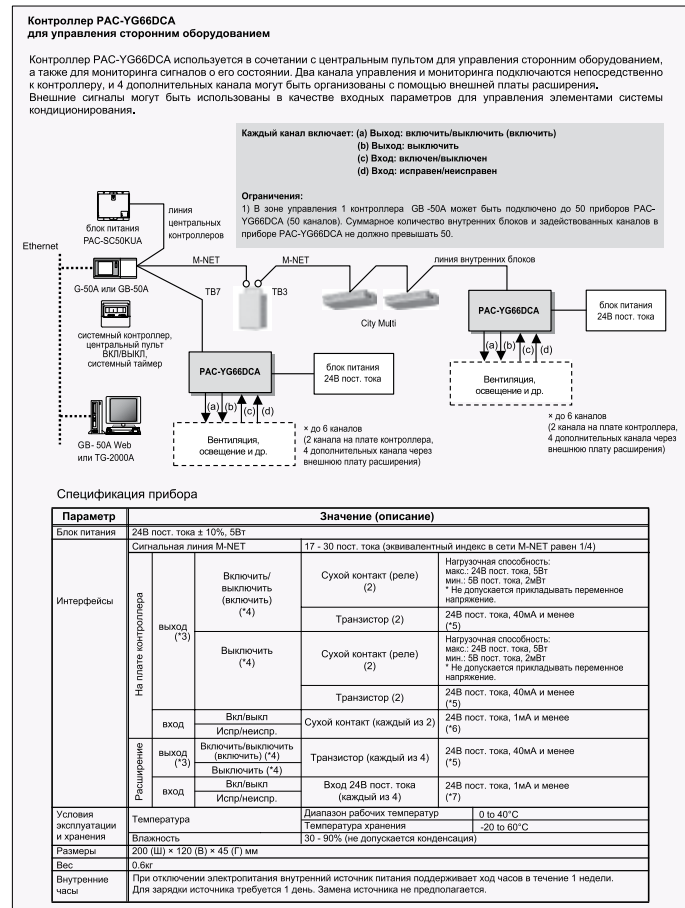 Контроллер PAC-YG66DCA
для управления сторонним оборудованием
Контроллер PAC-YG66DCA используется в сочетании с центральным пультом для управления сторонним оборудованием,
а также для мониторинга сигналов о его состоянии. Два канала управления и мониторинга подключаются непосредственно
к контроллеру, и 4 дополнительных канала могут быть организованы с помощью внешней платы расширения.
Внешние сигналы могут быть использованы в качестве входных параметров для управления элементами системы
кондиционирования.
Каждый канал включает: (a) Выход: включить/выключить (включить)
(b) Выход: выключить
(c) Вход: включен/выключен
(d) Вход: исправен/неисправен
Ограничения:
1) В зоне управления 1 контроллера GB -50A может быть подключено до 50 приборов PAC-
YG66DCA (50 каналов). Суммарное количество внутренних блоков и задействованных каналов в
приборе PAC-YG66DCA не должно превышать 50.
блок питания
PAC-SC50KUA
линия
центральных
контроллеров
Ethernet
M-NET
M-NET
линия внутренних блоков
G-50A или GB-50A
TB7
TB3
City Multi
PAC-YG66DCA
блок питания
24В пост. тока
системный контроллер,
центральный пульт
ВКЛ/ВЫКЛ,
системный таймер
PAC-YG66DCA
блок питания
24В пост. тока
(a) (b) (c) (d)
Вентиляция,
освещение и др.
× до 6 каналов
(2 канала на плате контроллера,
4 дополнительных канала через
внешнюю плату расширения)
(a) (b) (c) (d)
Вентиляция,
освещение и др.
× до 6 каналов
(2 канала на плате контроллера,
4 дополнительных канала через
внешнюю плату расширения)
GB- 50A Web
или TG-2000A
Спецификация прибора
Параметр Значение (описание)
Блок питания 24В пост. тока ± 10%, 5Вт
Интерфейсы
Сигнальная линия M-NET 17 - 30 пост. тока (эквивалентный индекс в сети M-NET равен 1/4)
На плате контроллера
выход
(*3)
Включить/
выключить
(включить)
(*4)
Сухой контакт (реле)
(2)
Нагрузочная способность:
макс.: 24В пост. тока, 5Вт
мин.: 5В пост. тока, 2мВт
* Не допускается прикладывать переменное
напряжение.
Транзистор (2)
24В пост. тока, 40мА и менее
(*5)
Выключить
(*4)
Сухой контакт (реле)
(2)
Нагрузочная способность:
макс.: 24В пост. тока, 5Вт
мин.: 5В пост. тока, 2мВт
* Не допускается прикладывать переменное
напряжение.
Транзистор (2)
24В пост. тока, 40мА и менее
(*5)
вход
Вкл/выкл
Испр/неиспр.
Сухой контакт (каждый из 2)
24В пост. тока, 1мА и менее
(*6)
Расширение
выход
(*3)
Включить/выключить
(включить) (*4)
Выключить (*4)
Транзистор (каждый из 4)
24В пост. тока, 40мА и менее
(*5)
вход
Вкл/выкл
Испр/неиспр.
Вход 24В пост. тока
(каждый из 4)
24В пост. тока, 1мА и менее
(*7)
Условия
эксплуатации
и хранения
Температура
Диапазон рабочих температур 0 to 40°C
Температура хранения -20 to 60°C
Влажность 30 - 90% (не допускается конденсация)
Размеры 200 (Ш) × 120 (В) × 45 (Г) мм
Вес 0.6кг
Внутренние
часы
При отключении электропитания внутренний источник питания поддерживает ход часов в течение 1 недели.
Для зарядки источника требуется 1 день. Замена источника не предполагается.